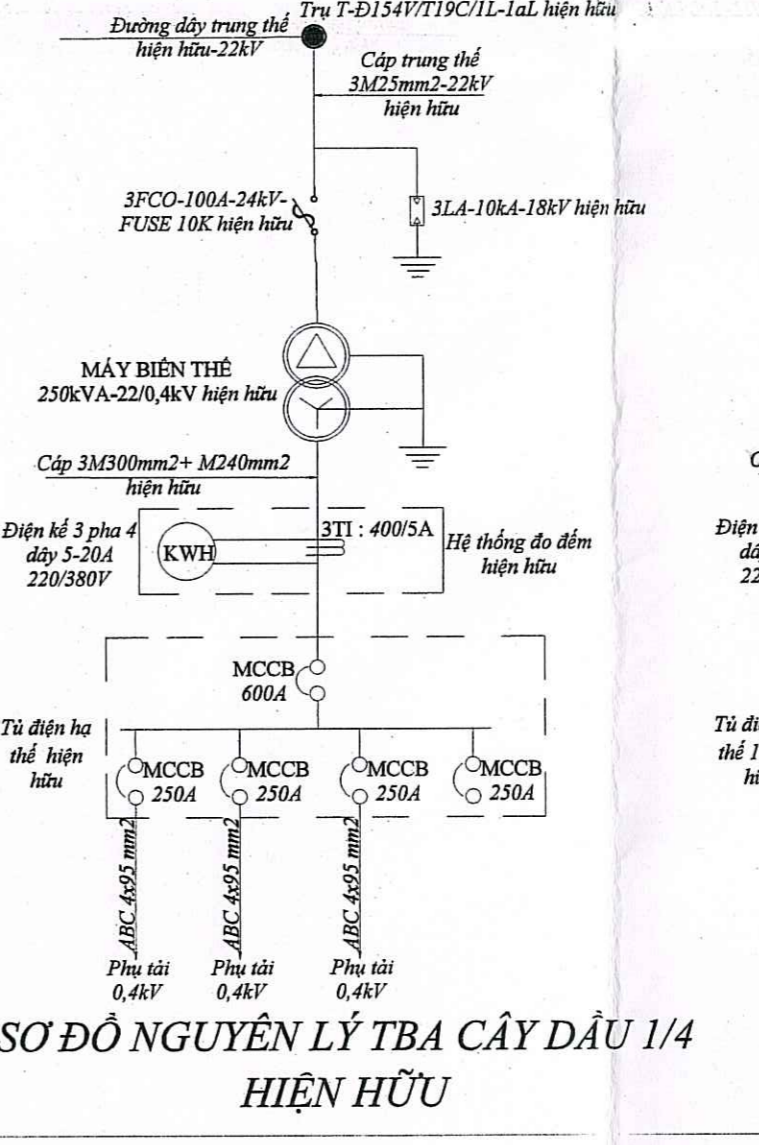 Trụ T-Đ154V/T19C/1L-1aL hiện hữu
Đường dây trung thế
hiện hữu-22kV
Cáp trung thế
3M25mm2-22kV
hiện hữu
3FCO-100A-24kV-
FUSE 10K hiện hữu
3LA-10kA-18kV hiện hữu
MÁY BIẾN THẾ
250kVA-22/0,4kV hiện hữu
Cáp 3M300mm2+ M240mm2
hiện hữu
Điện kế 3 pha 4
dây 5-20A
220/380V
KWH
3TI : 400/5A
Hệ thống đo đếm
hiện hữu
MCCB
600A
Tủ điện hạ
thế hiện
hữu
MCCB
250A
MCCB
250A
MCCB
250A
MCCB
250A
ABC 4x95 mm2
ABC 4x95 mm2
ABC 4x95 mm2
Phụ tải
0,4kV
Phụ tải
0,4kV
Phụ tải
0,4kV
SƠ ĐỒ NGUYÊN LÝ TBA CÂY DẦU 1/4
HIỆN HỮU
Điện
22
thế 1